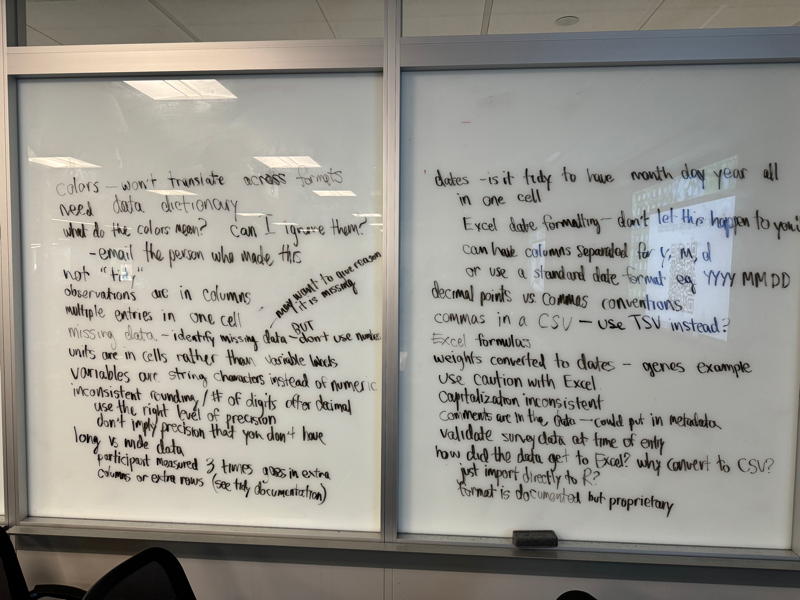 colors - won't translate across formats
need data dictionary
what do the colors mean? can I ignore them?
- email the person who made this
not "tidy"
observations are in columns
multiple entries in one cell
may want to give reason
it is missing
missing data - identify missing data - BUT don't use numbers
units are in cells rather than variable labels
variables are string characters instead of numeric
inconsistent rounding / # of digits after decimal
use the right level of precision
don't imply precision that you don't have
long vs wide data
participant measured 3 times goes in extra
columns or extra rows (see tidy documentation)
dates - is it tidy to have month day year all
in one cell
Excel date formatting - don't let this happen to you!
can have columns separated for y, m, d
or use a standard date format eg YYYY MM DD
decimal points vs commas conventions
commas in a CSV - use TSV instead?
Excel formulas
weights converted to dates - genes example
use caution with Excel
capitalization inconsistent
comments are in the data - could put in metadata
validate survey data at time of entry
how did the data get to Excel? why convert to CSV?
just import directly to R?
format is documented but proprietary